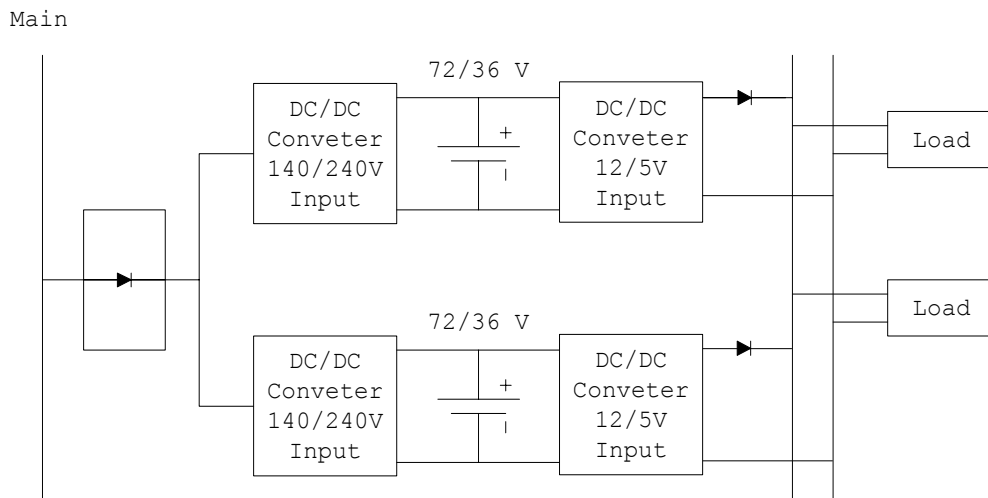 Main
72/36 V
DC/DC
Conveter
140/240V
Input
+
−
DC/DC
Conveter
12/5V
Input
Load
72/36 V
DC/DC
Conveter
140/240V
Input
+
−
DC/DC
Conveter
12/5V
Input
Load